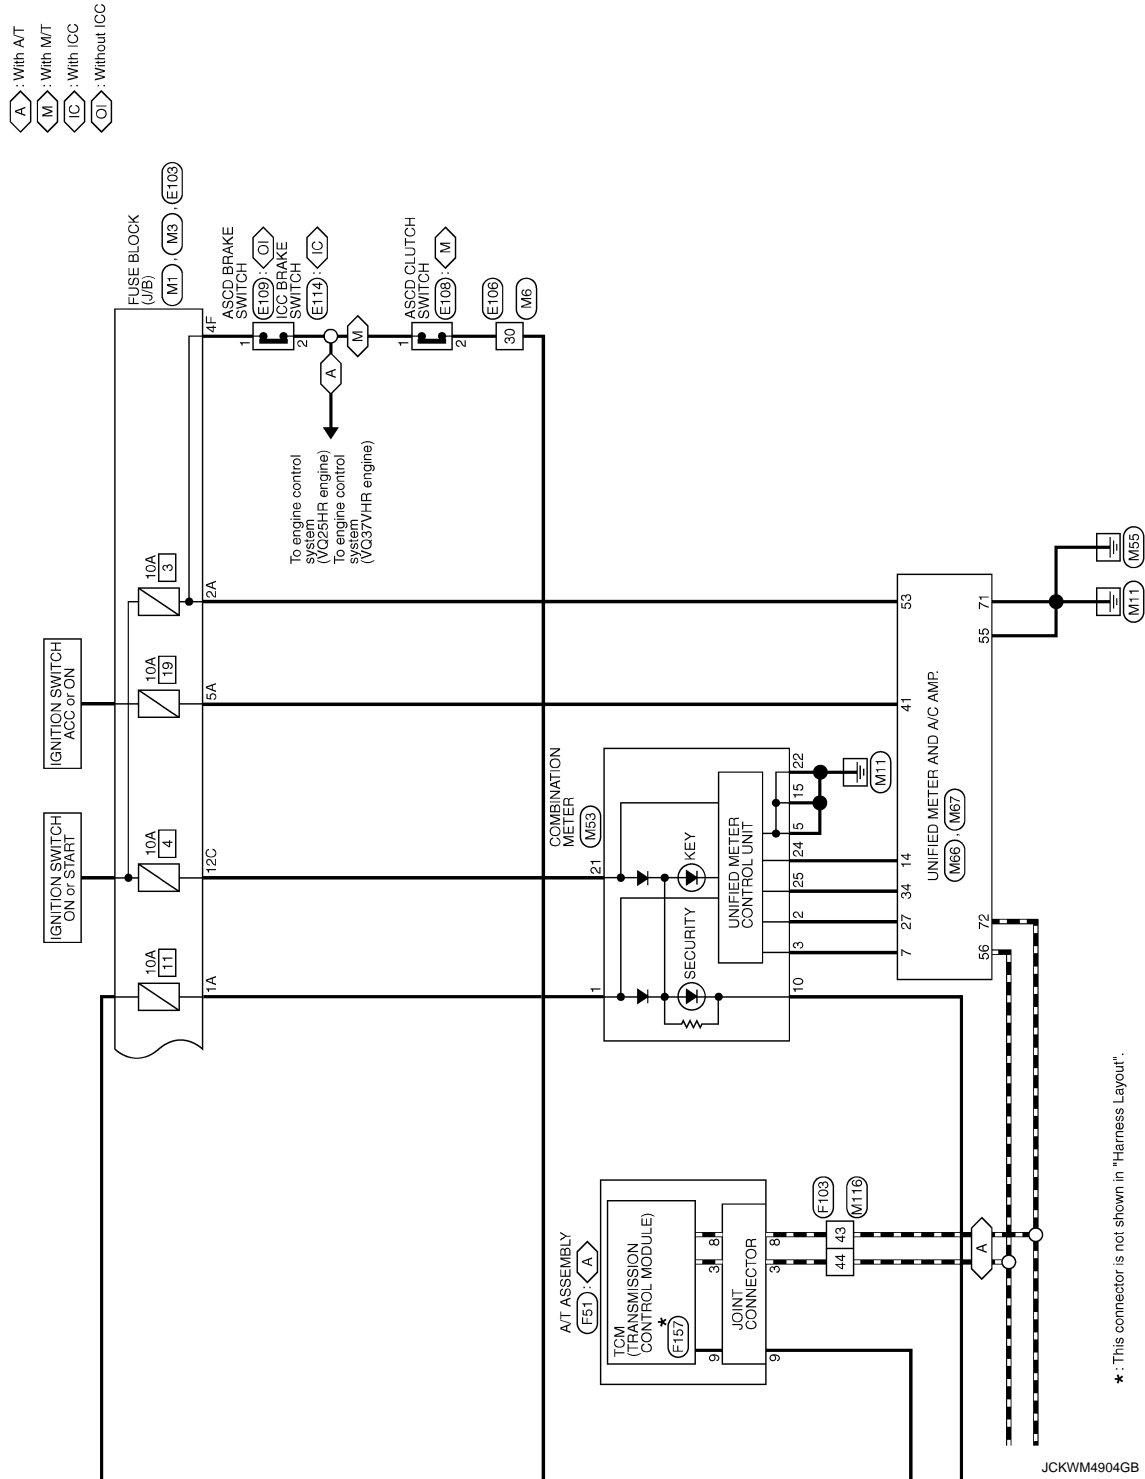 A : With A/T
M : With M/T
IC : With ICC
OI : Without ICC
IGNITION SWITCH
ON or START
IGNITION SWITCH
ACC or ON
FUSE BLOCK
(J/B)
M1 , M3 , E103
10A
11
10A
4
10A
19
10A
3
1A
12C
5A
2A
4F
ASCD BRAKE
SWITCH
E109 : OI
ICC BRAKE
SWITCH
E114 : IC
1
2
A
M
To engine control
system
(VQ25HR engine)
To engine control
system
(VQ37VHR engine)
ASCD CLUTCH
SWITCH
E108 : M
1
2
E106
30
M6
COMBINATION
METER
M53
1
21
SECURITY
KEY
UNIFIED METER
CONTROL UNIT
10
3
2
25
24
5
15
22
M11
7
27
34
14
41
53
UNIFIED METER AND A/C AMP.
M66 , M67
56
72
55
71
M11
M55
A/T ASSEMBLY
F51 : A
TCM
(TRANSMISSION
CONTROL MODULE)
*
F157
9
3
8
JOINT
CONNECTOR
9
3
8
F103
44
43
M116
A
* : This connector is not shown in "Harness Layout".
JCKWM4904GB